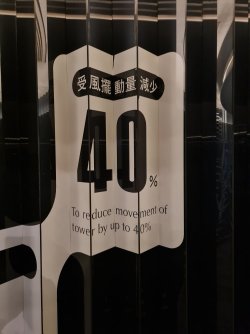 受風擺動量減少
40%
To reduce movement of
tower by up to 40%